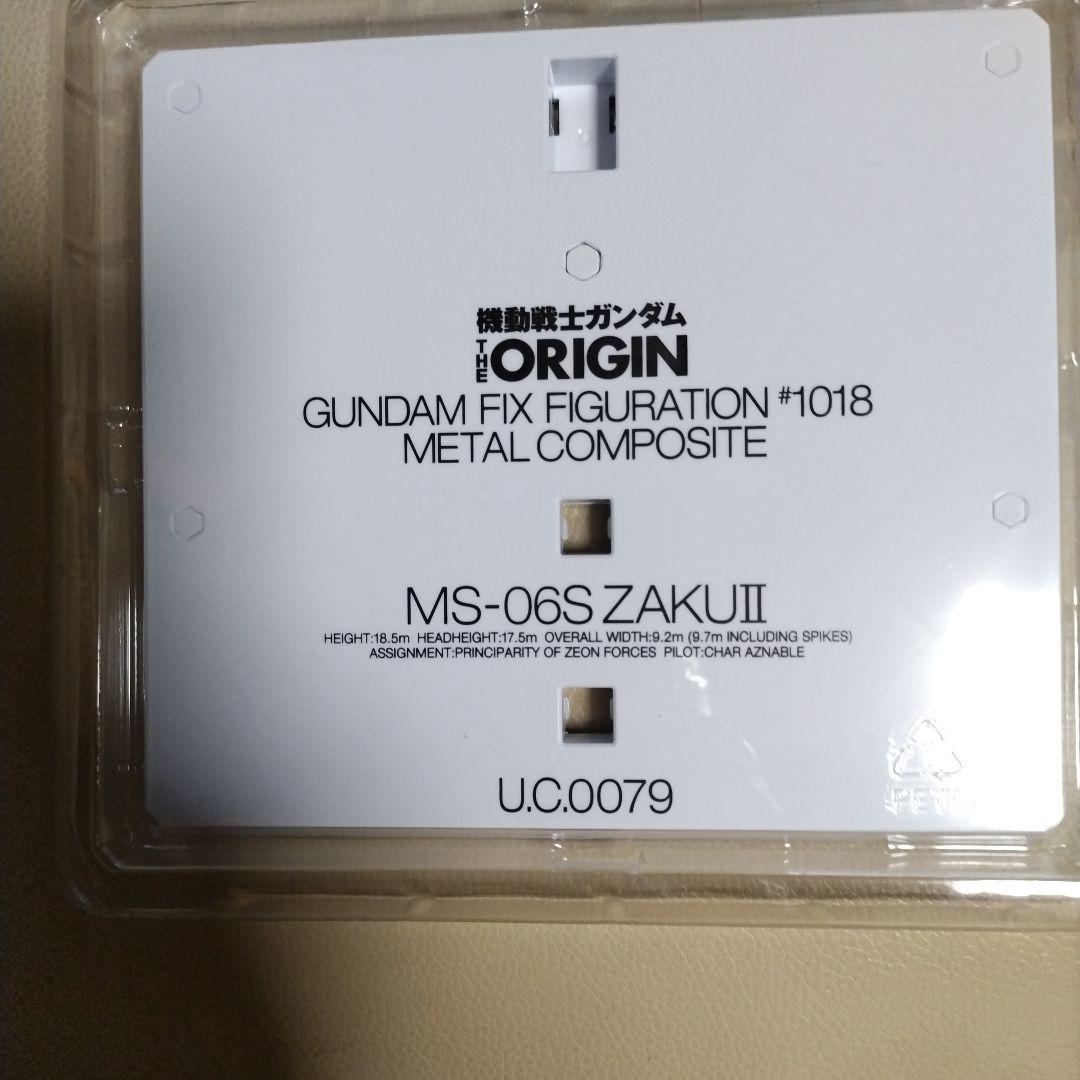 機動戦士ガンダム
THE ORIGIN
GUNDAM FIX FIGURATION #1018
METAL COMPOSITE
MS-06S ZAKUII
HEIGHT:18.5m HEADHEIGHT:17.5m OVERALL WIDTH:9.2m (9.7m INCLUDING SPIKES)
ASSIGNMENT:PRINCIPARITY OF ZEON FORCES PILOT:CHAR AZNABLE
U.C.0079